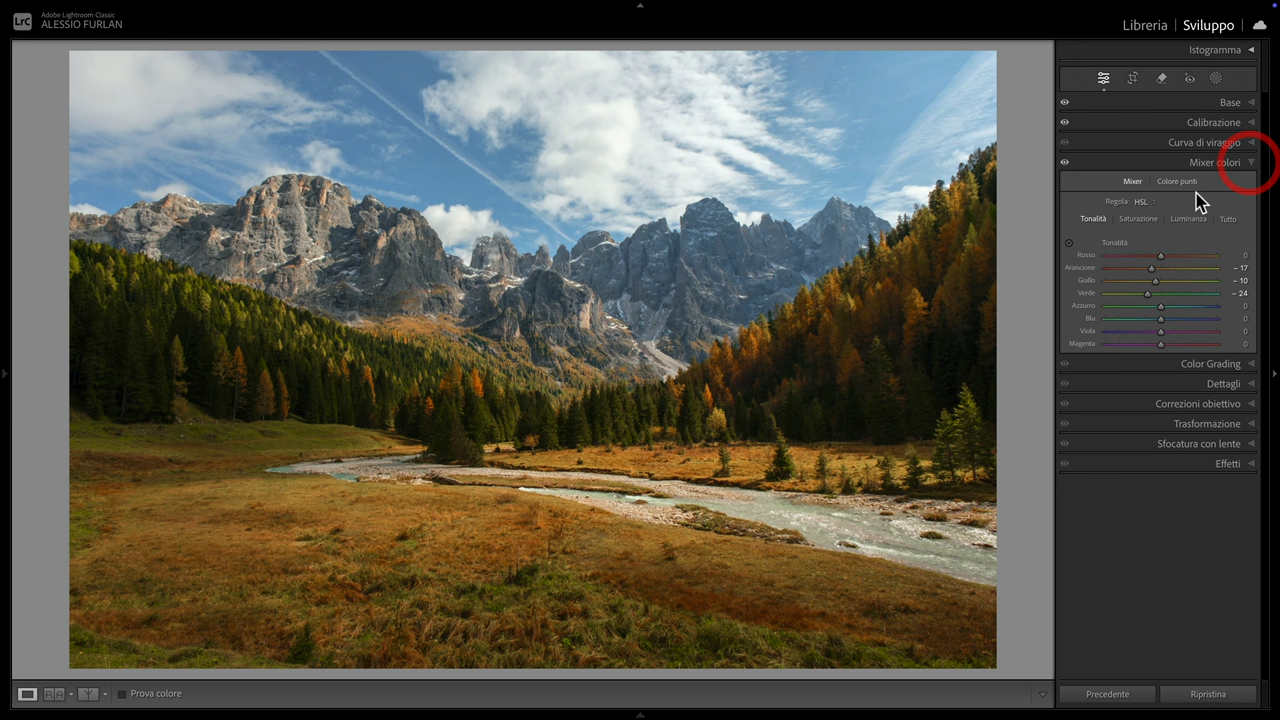 LrC
Adobe Lightroom Classic
ALESSIO FURLAN
Libreria | Sviluppo
Istogramma
Base
Calibrazione
Curva di viraggio
Mixer colori
Mixer Colore punti
Regola: HSL
Tonalità Saturazione Luminanza Tutto
Tonalità
Rosso 0
Arancione - 17
Giallo - 10
Verde - 24
Azzurro 0
Blu 0
Viola 0
Magenta 0
Color Grading
Dettagli
Correzioni obiettivo
Trasformazione
Sfocatura con lente
Effetti
Prova colore
Precedente Ripristina